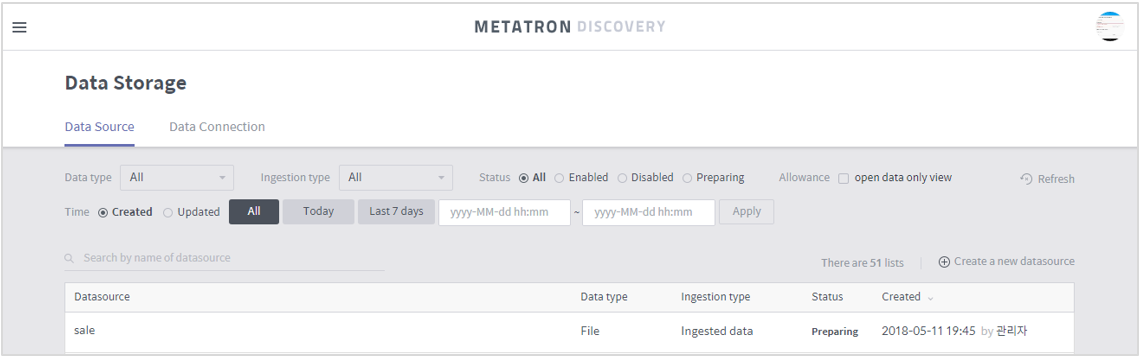 METATRON DISCOVERY
Data Storage
Data Source Data Connection
Data type All Ingestion type All Status All Enabled Disabled Preparing Allowance open data only view Refresh
Time Created Updated All Today Last 7 days yyyy-MM-dd hh:mm ~ yyyy-MM-dd hh:mm Apply
Search by name of datasource There are 51 lists Create a new datasource
Datasource Data type Ingestion type Status Created
sale File Ingested data Preparing 2018-05-11 19:45 by 관리자